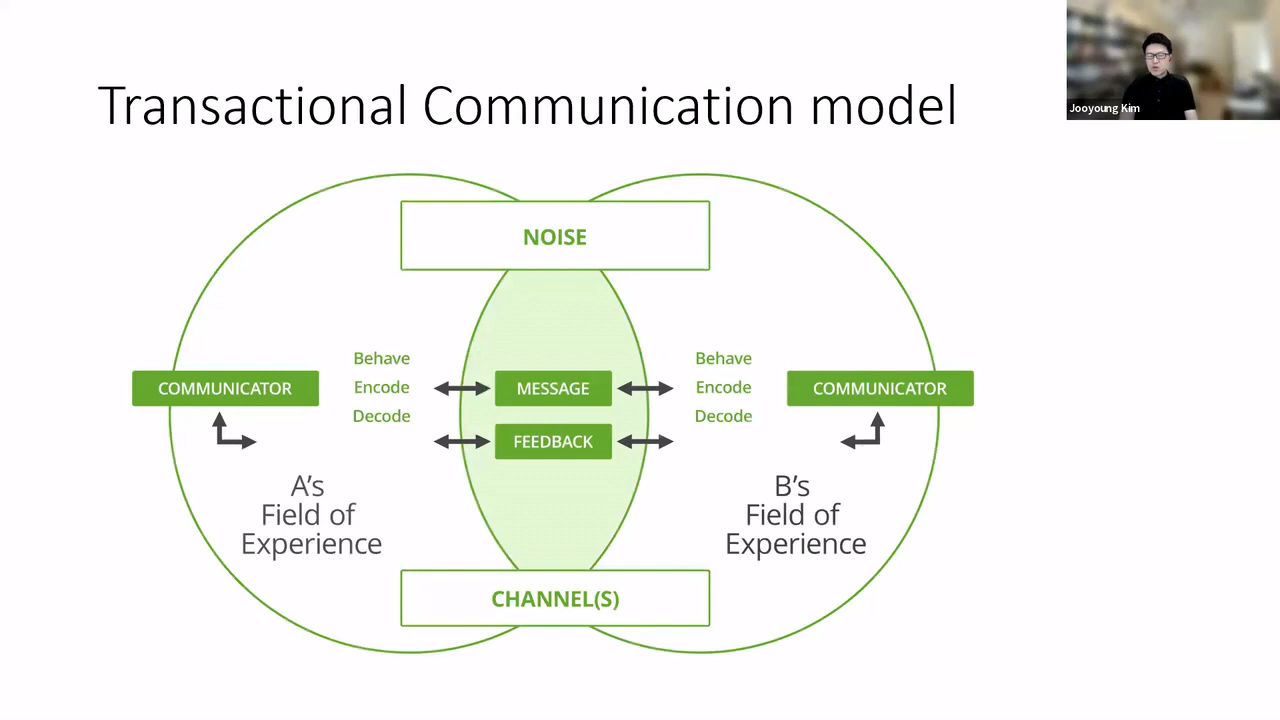 Transactional Communication model
Jooyoung Kim
NOISE
Behave
Encode
Decode
COMMUNICATOR
MESSAGE
FEEDBACK
Behave
Encode
Decode
COMMUNICATOR
A's
Field of
Experience
B's
Field of
Experience
CHANNEL(S)